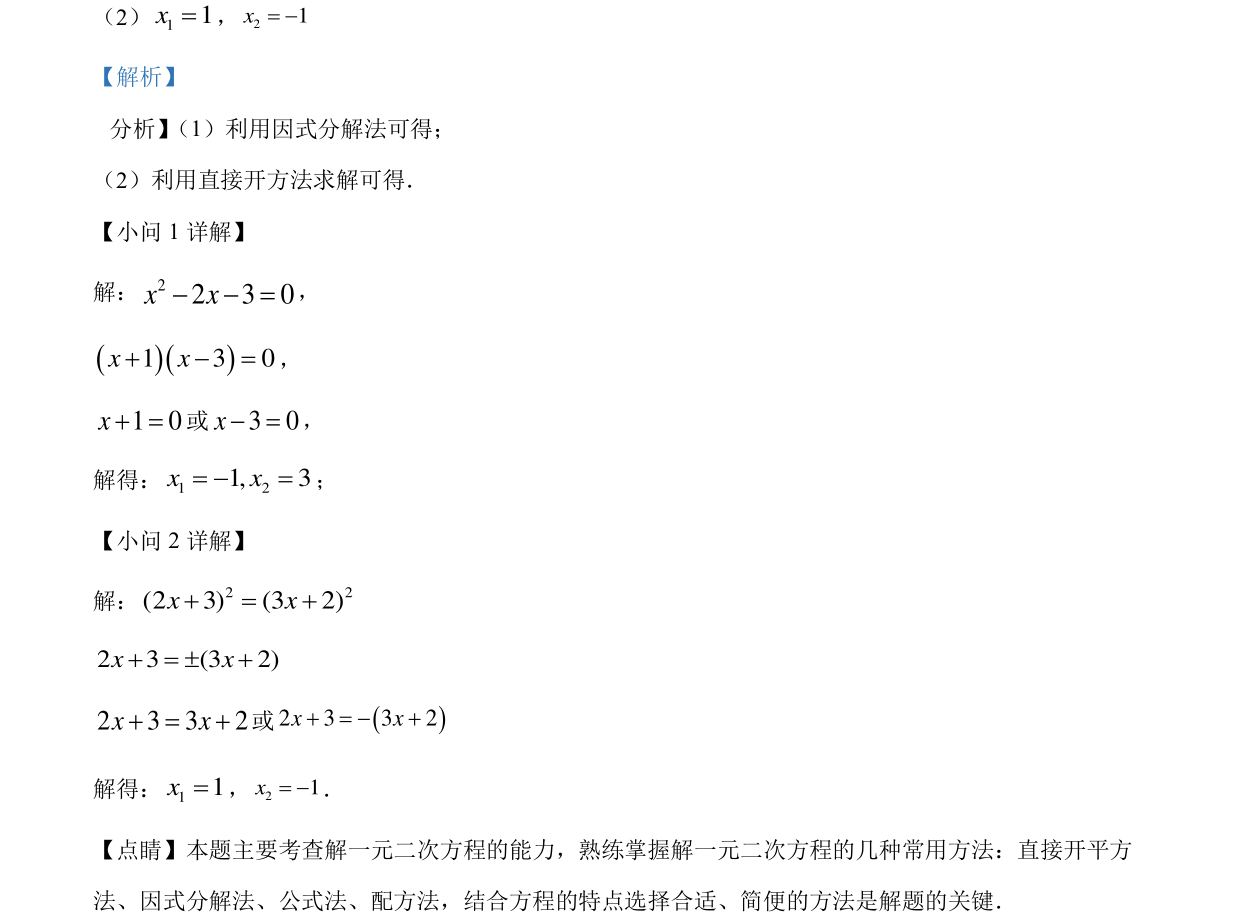 （2）x₁ = 1，x₂ = −1
【解析】
分析】（1）利用因式分解法可得；
（2）利用直接开方法求解可得．
【小问 1 详解】
解：x² − 2x − 3 = 0，
(x+1)(x−3) = 0，
x+1 = 0或x−3 = 0，
解得：x₁ = −1, x₂ = 3；
【小问 2 详解】
解：(2x+3)² = (3x+2)²
2x+3 = ±(3x+2)
2x+3 = 3x+2或2x+3 = −(3x+2)
解得：x₁ = 1，x₂ = −1．
【点睛】本题主要考查解一元二次方程的能力，熟练掌握解一元二次方程的几种常用方法：直接开平方
法、因式分解法、公式法、配方法，结合方程的特点选择合适、简便的方法是解题的关键．